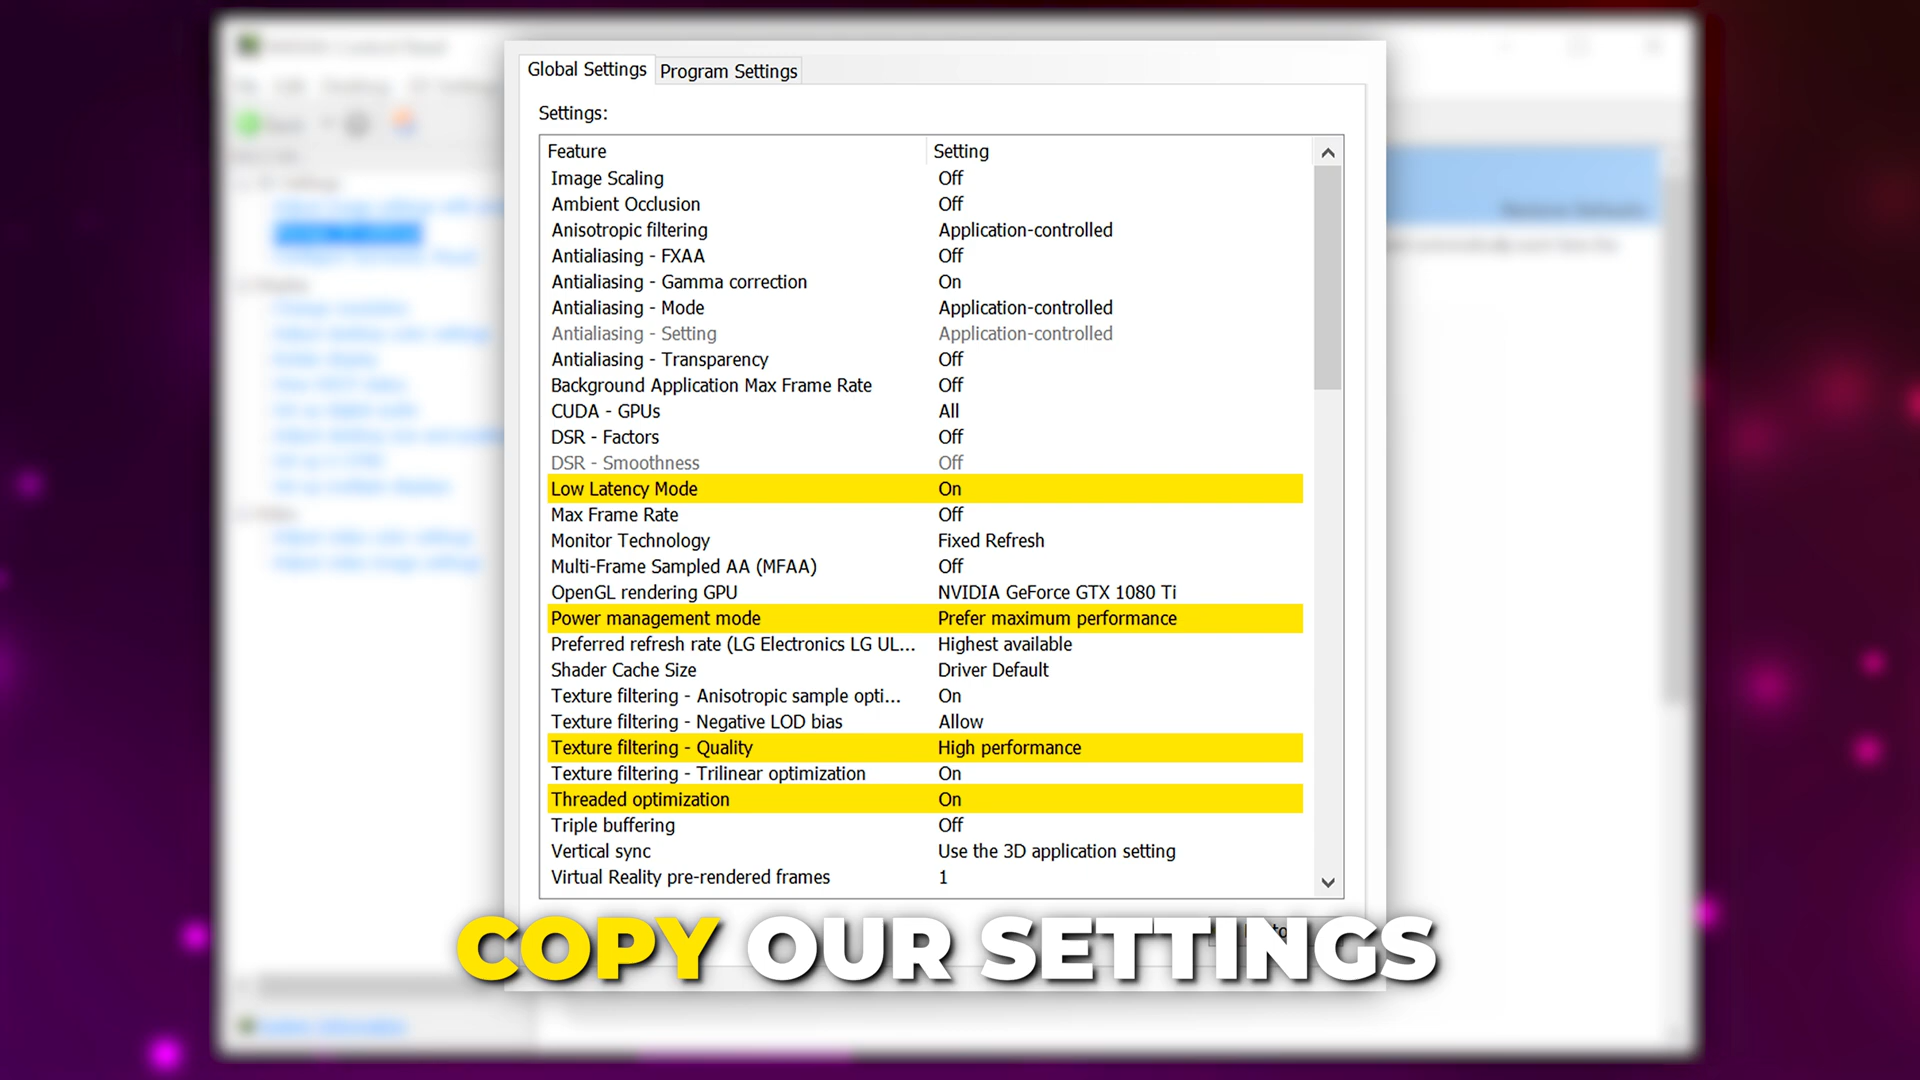 Global Settings Program Settings
Settings:
Feature Setting
Image Scaling Off
Ambient Occlusion Off
Anisotropic filtering Application-controlled
Antialiasing - FXAA Off
Antialiasing - Gamma correction On
Antialiasing - Mode Application-controlled
Antialiasing - Setting Application-controlled
Antialiasing - Transparency Off
Background Application Max Frame Rate Off
CUDA - GPUs All
DSR - Factors Off
DSR - Smoothness Off
Low Latency Mode On
Max Frame Rate Off
Monitor Technology Fixed Refresh
Multi-Frame Sampled AA (MFAA) Off
OpenGL rendering GPU NVIDIA GeForce GTX 1080 Ti
Power management mode Prefer maximum performance
Preferred refresh rate (LG Electronics LG UL... Highest available
Shader Cache Size Driver Default
Texture filtering - Anisotropic sample opti... On
Texture filtering - Negative LOD bias Allow
Texture filtering - Quality High performance
Texture filtering - Trilinear optimization On
Threaded optimization On
Triple buffering Off
Vertical sync Use the 3D application setting
Virtual Reality pre-rendered frames 1
COPY OUR SETTINGS